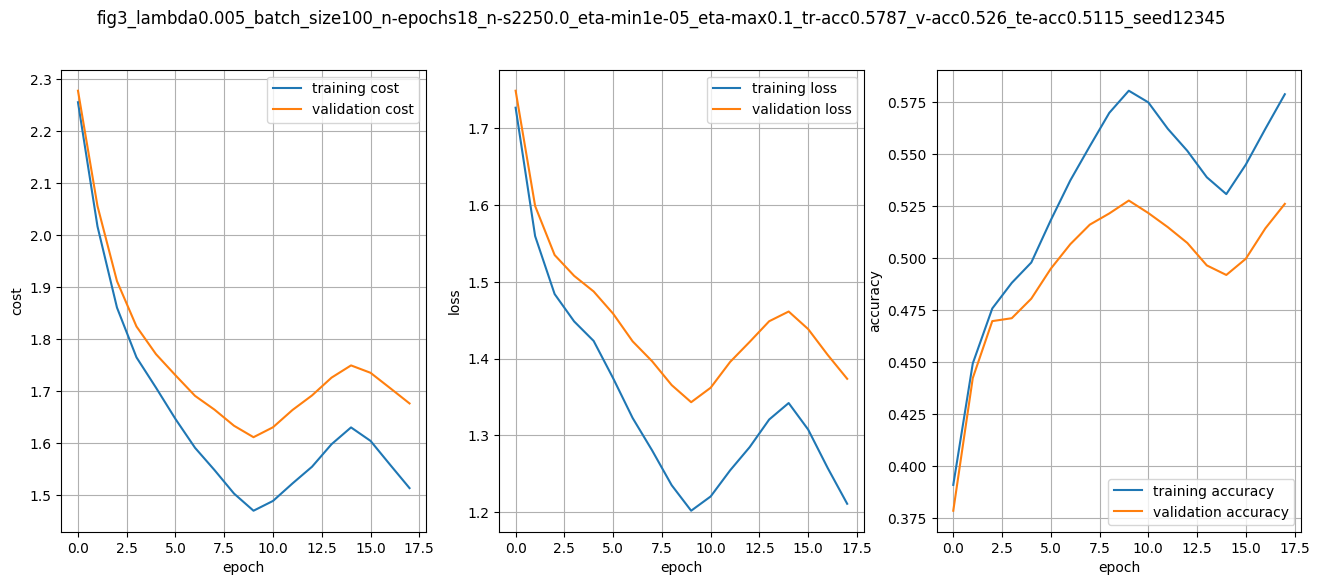 fig3_lambda0.005_batch_size100_n-epochs18_n-s2250.0_eta-min1e-05_eta-max0.1_tr-acc0.5787_v-acc0.526_te-acc0.5115_seed12345
training cost
validation cost
2.3
2.2
2.1
2.0
1.9
1.8
1.7
1.6
1.5
cost
0.0 2.5 5.0 7.5 10.0 12.5 15.0 17.5
epoch
training loss
validation loss
1.7
1.6
1.5
1.4
1.3
1.2
loss
0.0 2.5 5.0 7.5 10.0 12.5 15.0 17.5
epoch
0.575
0.550
0.525
0.500
0.475
0.450
0.425
0.400
0.375
accuracy
training accuracy
validation accuracy
0.0 2.5 5.0 7.5 10.0 12.5 15.0 17.5
epoch